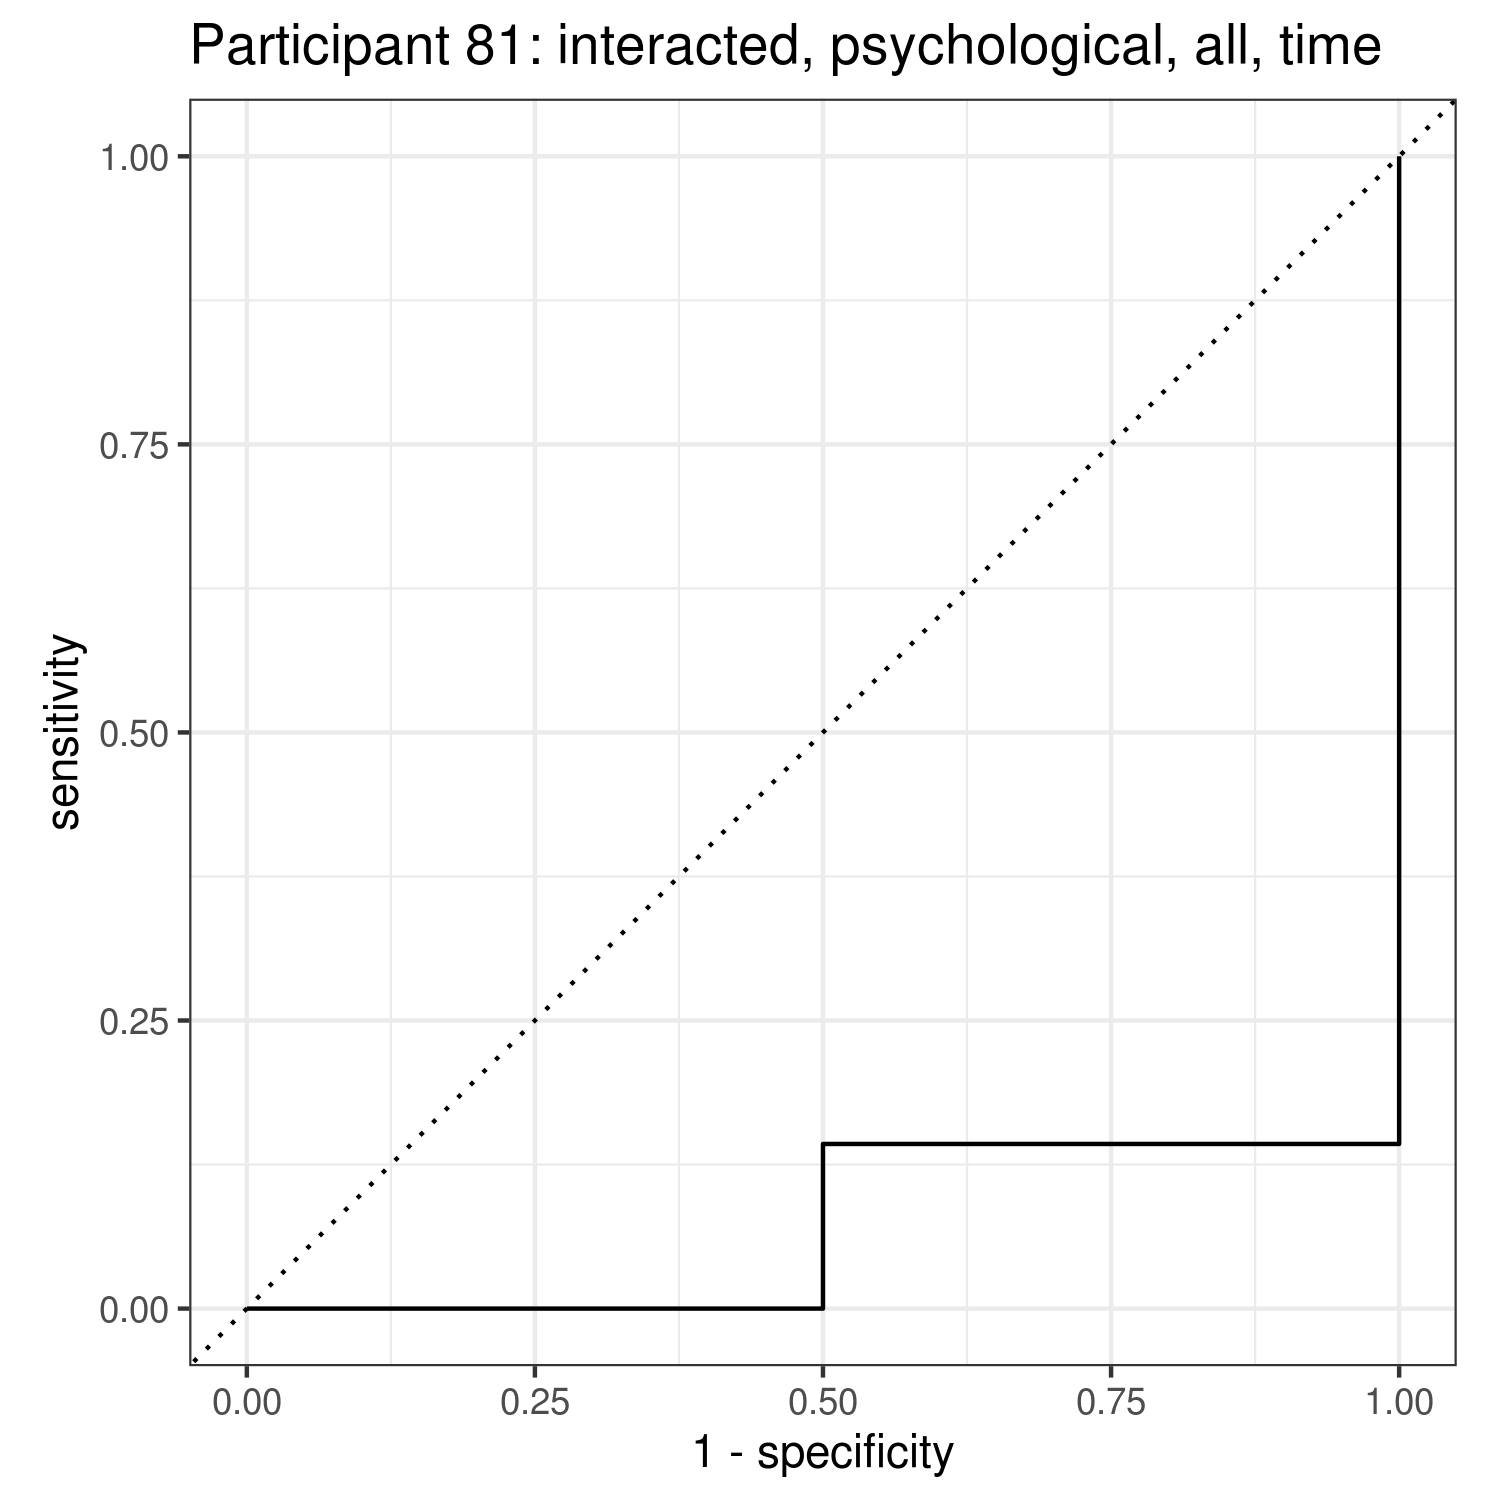 Participant 81: interacted, psychological, all, time
1.00
0.75
0.50
0.25
0.00
sensitivity
0.00 0.25 0.50 0.75 1.00
1 - specificity